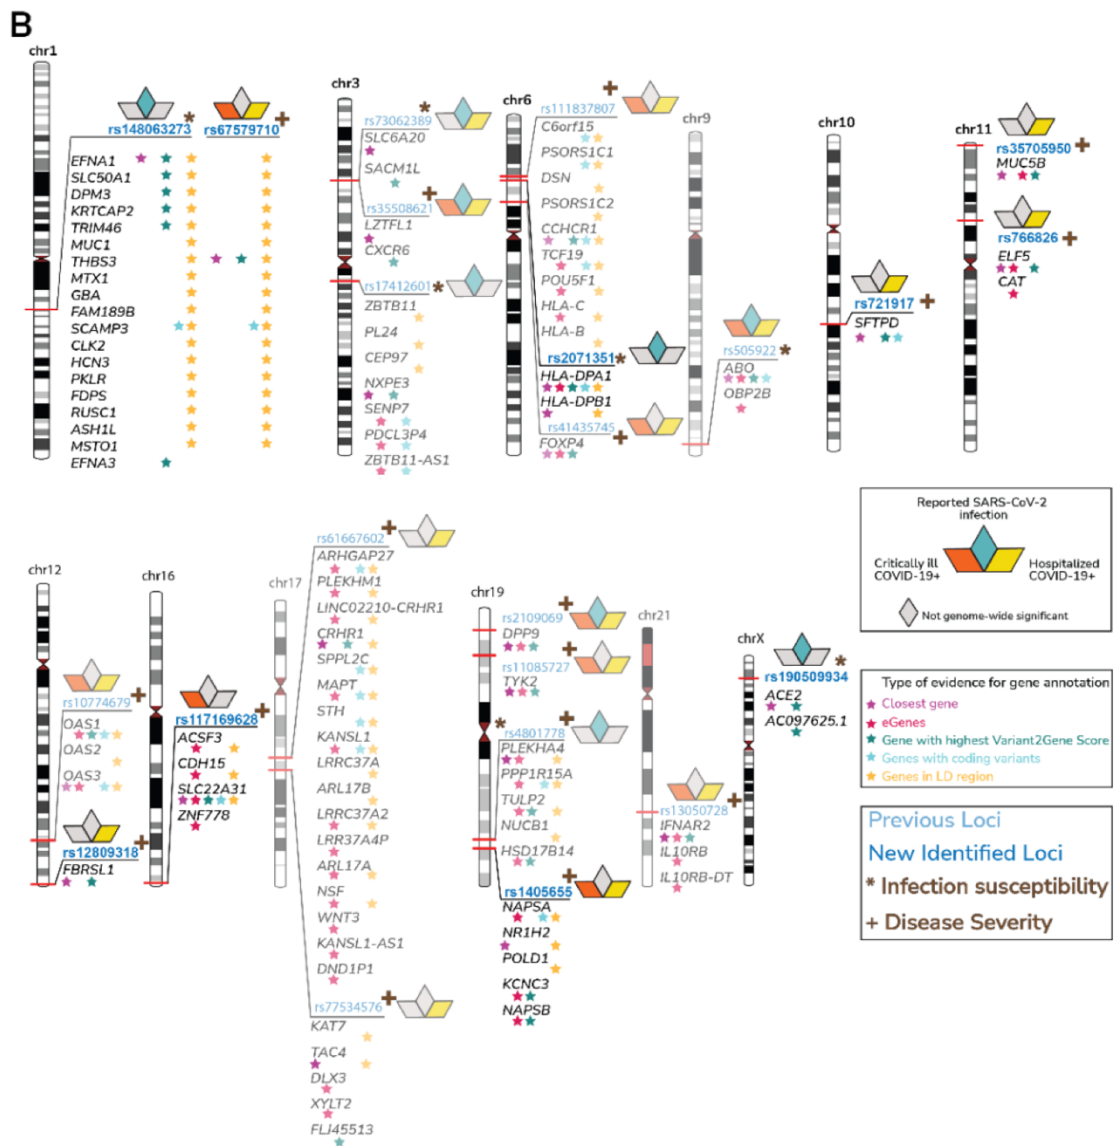 B
chr1
rs148063273 * rs67579710 +
EFNA1
SLC50A1
DPM3
KRTCAP2
TRIM46
MUC1
THBS3
MTX1
GBA
FAM189B
SCAMP3
CLK2
HCN3
PKLR
FDPS
RUSC1
ASH1L
MSTO1
EFNA3
chr3
rs73062389 *
SLC6A20
SACM1L
+
rs35508621
LZTFL1
CXCR6
rs17412601 *
ZBTB11
PL24
CEP97
NXPE3
SENP7
PDCL3P4
ZBTB11-AS1
chr6
rs111837807 +
C6orf15
PSORS1C1
DSN
PSORS1C2
CCHCR1
TCF19
POU5F1
HLA-C
HLA-B
rs2071351 *
HLA-DPA1
HLA-DPB1
rs41435745 +
FOXP4
chr9
rs505922 *
ABO
OBP2B
chr10
rs721917 +
SFTPD
chr11
rs35705950 +
MUC5B
rs766826 +
ELF5
CAT
Reported SARS-CoV-2
infection
Critically ill
COVID-19+
Hospitalized
COVID-19+
Not genome-wide significant
chr12
+
rs10774679
OAS1
OAS2
OAS3
+
rs12809318
FBRSL1
chr16
rs117169628 +
ACSF3
CDH15
SLC22A31
ZNF778
chr17
rs61667602 +
ARHGAP27
PLEKHM1
LINC02210-CRHR1
CRHR1
SPPL2C
MAPT
STH
KANSL1
LRRC37A
ARL17B
LRRC37A2
LRR37A4P
ARL17A
NSF
WNT3
KANSL1-AS1
DND1P1
rs77534576 +
KAT7
TAC4
DLX3
XYLT2
FLJ45513
chr19
rs2109069 +
DPP9
+
rs11085727
TYK2
* +
rs4801778
PLEKHA4
PPP1R15A
TULP2
NUCB1
HSD17B14
+
rs1405655
NAPSA
NR1H2
POLD1
KCNC3
NAPSB
chr21
rs13050728 +
IFNAR2
IL10RB
IL10RB-DT
chrX
*
rs190509934
ACE2
AC097625.1
Type of evidence for gene annotation
Closest gene
eGenes
Gene with highest Variant2Gene Score
Genes with coding variants
Genes in LD region
Previous Loci
New Identified Loci
* Infection susceptibility
+ Disease Severity